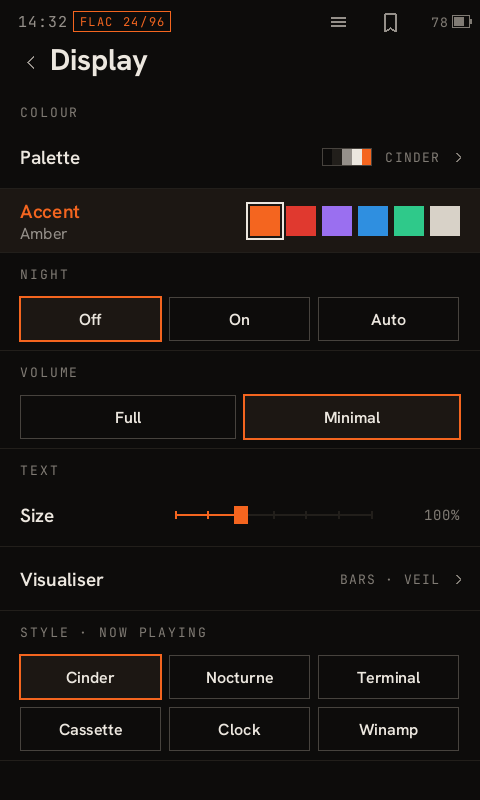 14:32 FLAC 24/96 78
Display
COLOUR
Palette CINDER
Accent
Amber
NIGHT
Off On Auto
VOLUME
Full Minimal
TEXT
Size 100%
Visualiser BARS · VEIL
STYLE · NOW PLAYING
Cinder Nocturne Terminal
Cassette Clock Winamp